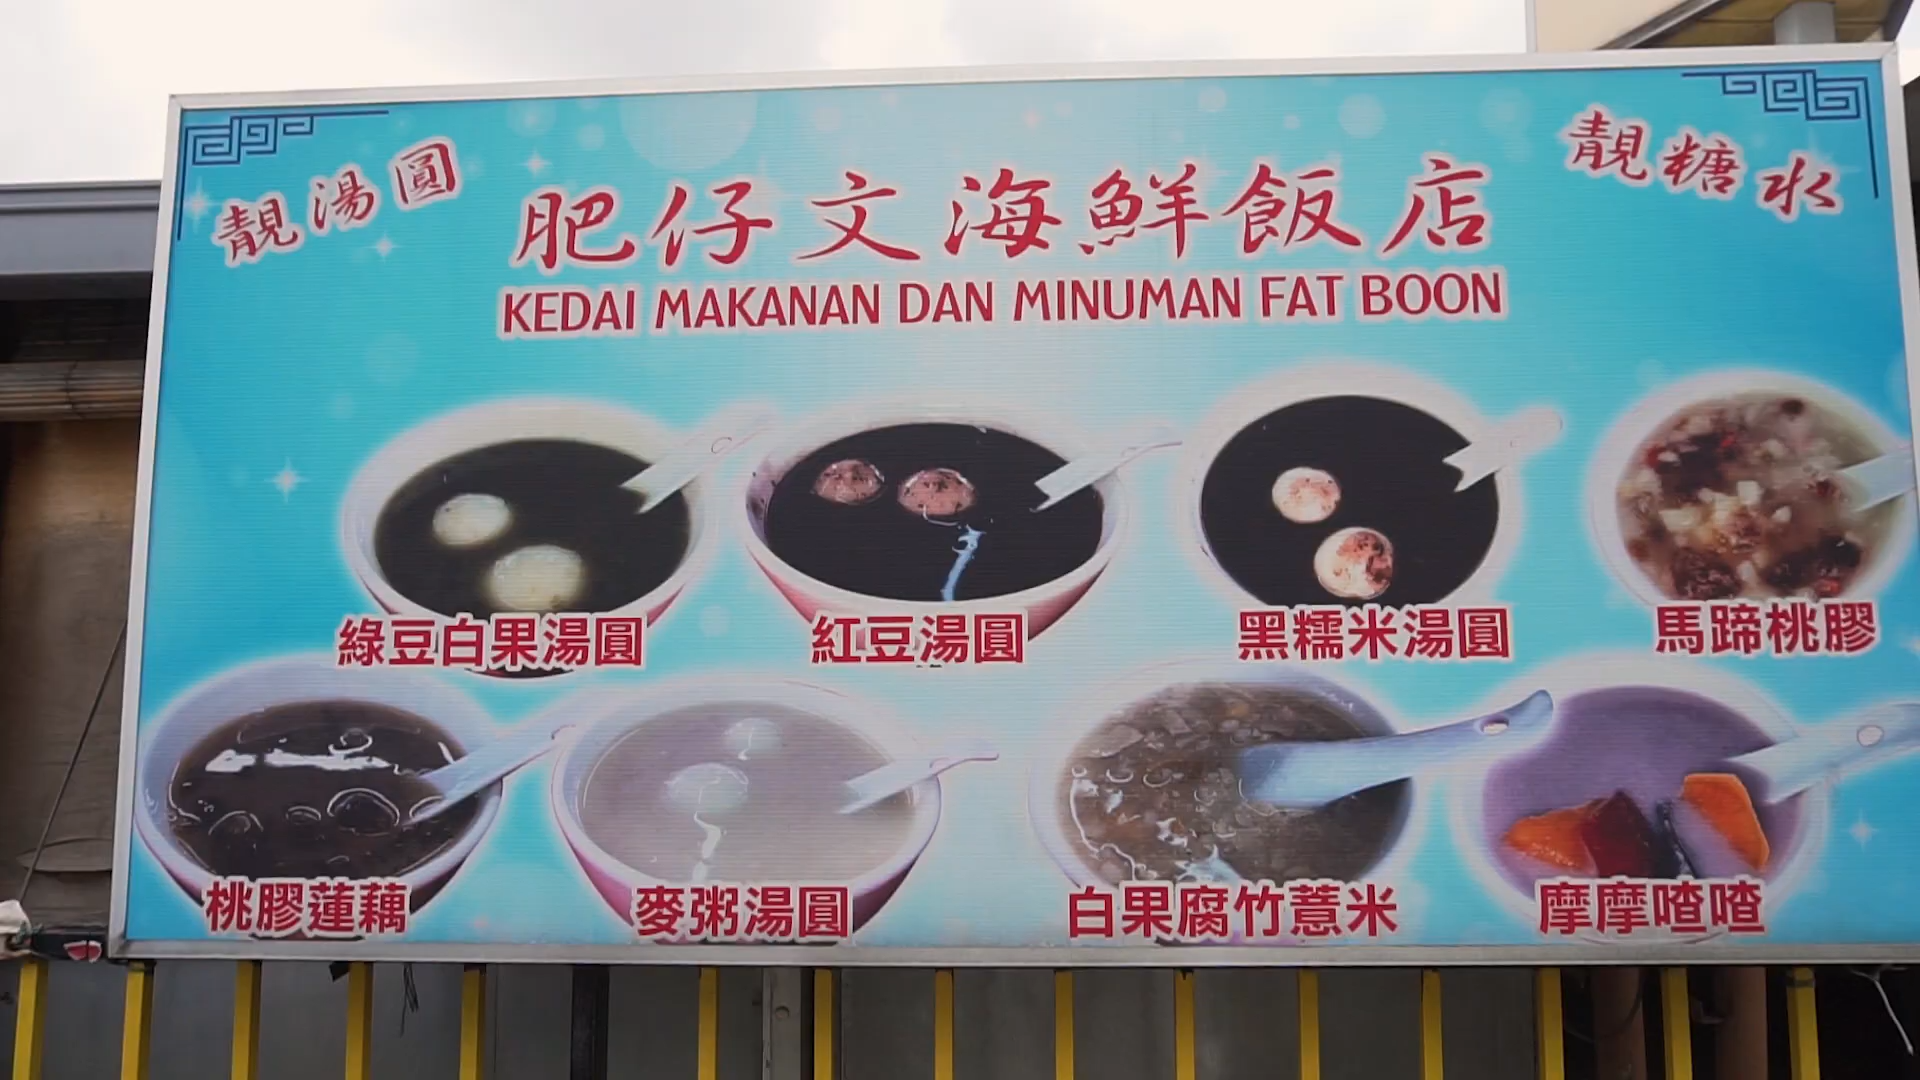 靚湯圓
肥仔文海鮮飯店
靚糖水
KEDAI MAKANAN DAN MINUMAN FAT BOON
綠豆白果湯圓
紅豆湯圓
黑糯米湯圓
馬蹄桃膠
桃膠蓮藕
麥粥湯圓
白果腐竹薏米
摩摩喳喳